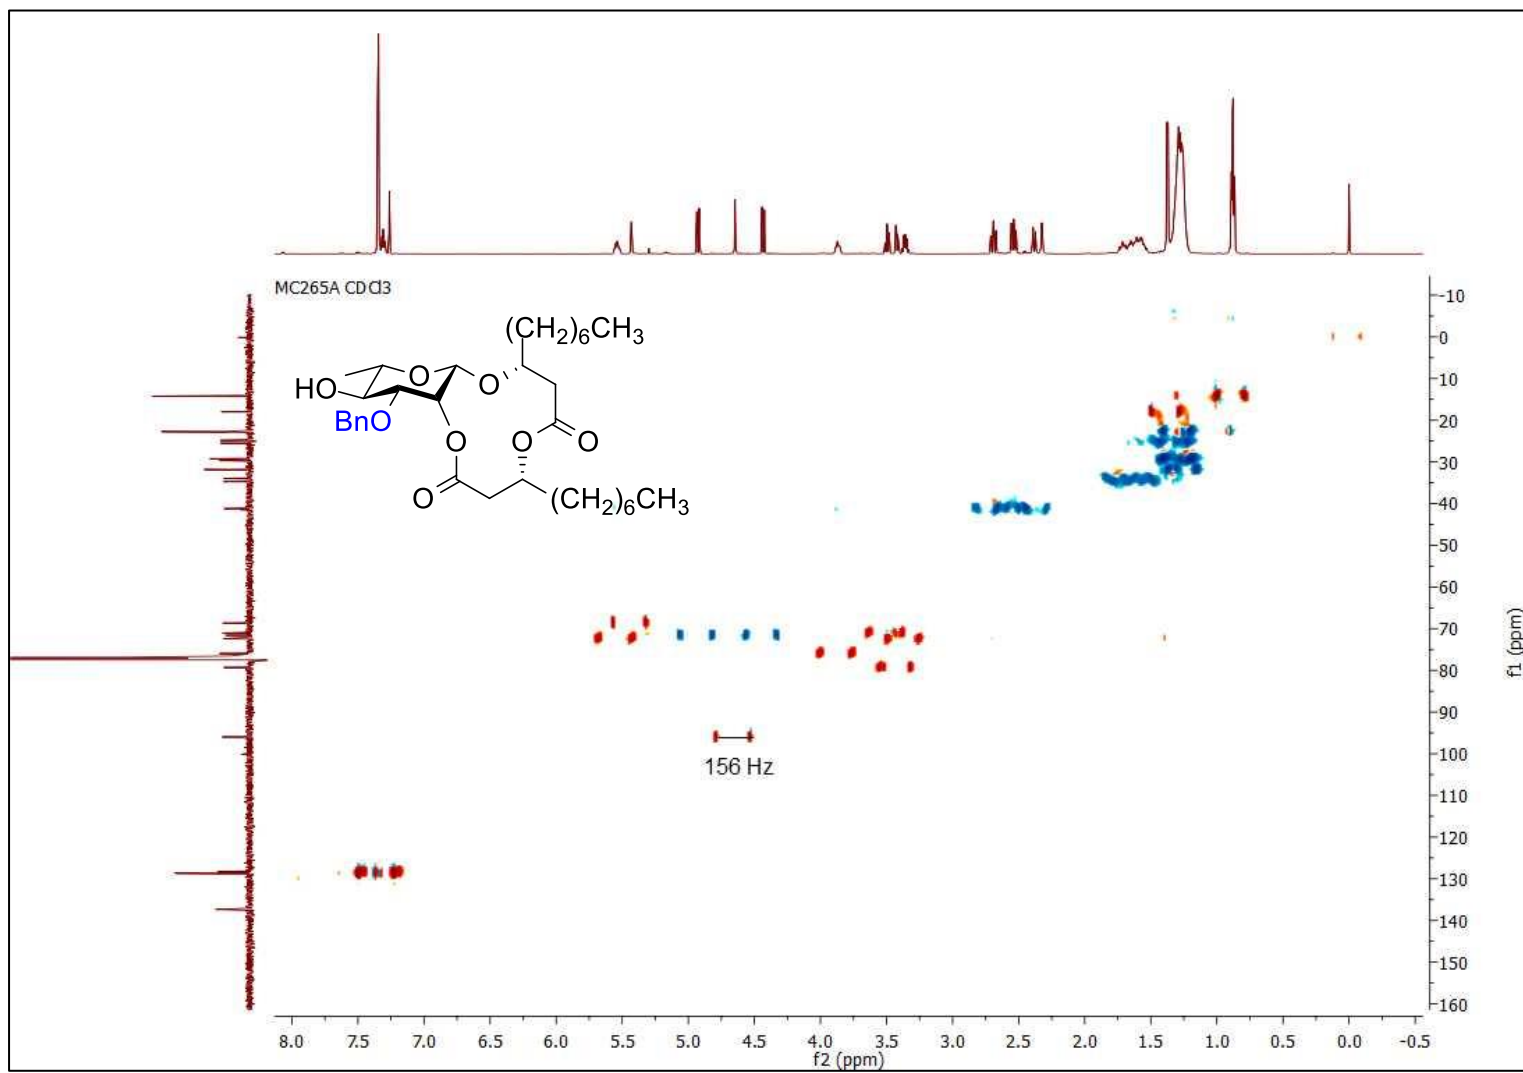 MC265A CDCl3
(CH2)6CH3
O
O
HO
BnO
O
O
O
O
(CH2)6CH3
156 Hz
-10
0
10
20
30
40
50
60
70
80
90
100
110
120
130
140
150
160
f1 (ppm)
8.0 7.5 7.0 6.5 6.0 5.5 5.0 4.5 4.0 3.5 3.0 2.5 2.0 1.5 1.0 0.5 0.0 -0.5
f2 (ppm)